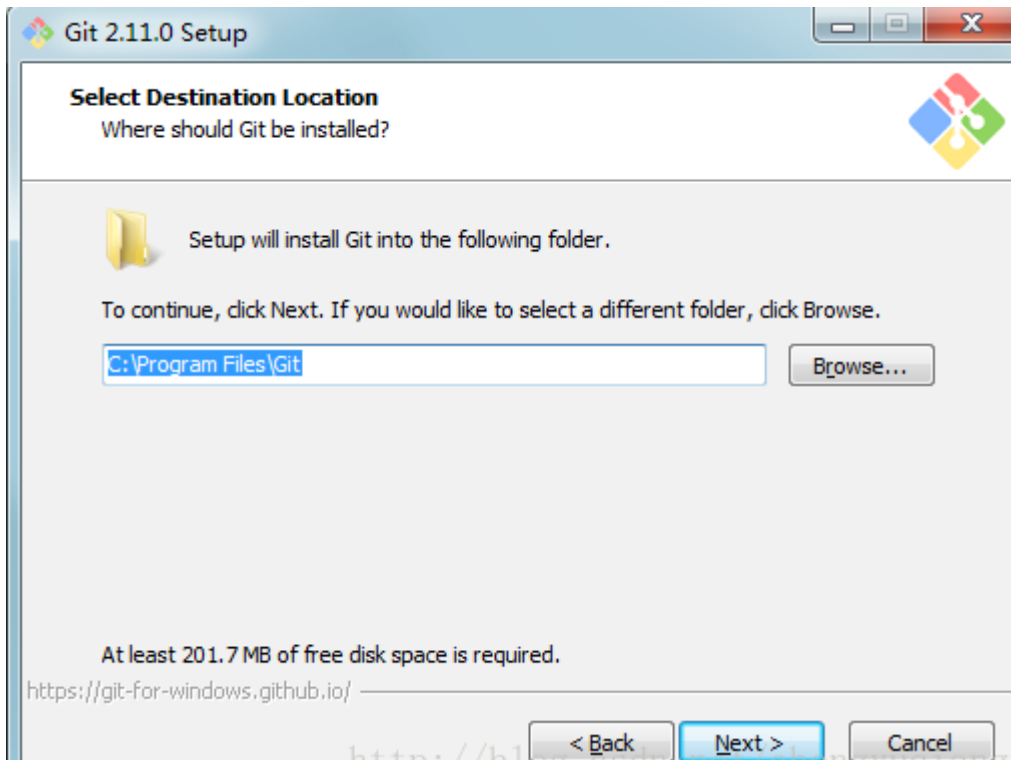 Git 2.11.0 Setup
Select Destination Location
Where should Git be installed?
Setup will install Git into the following folder.
To continue, click Next. If you would like to select a different folder, click Browse.
C:\Program Files\Git
Browse...
At least 201.7 MB of free disk space is required.
https://git-for-windows.github.io/
< Back
Next >
Cancel